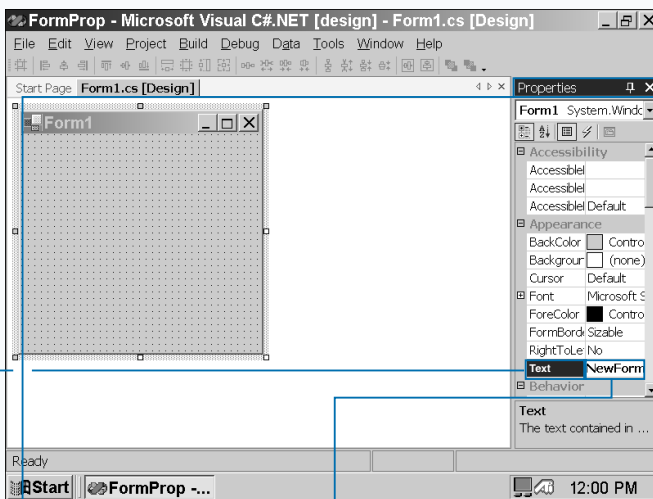 FormProp - Microsoft Visual C#.NET [design] - Form1.cs [Design]
File Edit View Project Build Debug Data Tools Window Help
Start Page Form1.cs [Design]
Properties
Form1 System.Windc
Form1
Accessibility
Accessiblel
Accessiblel
Accessiblel Default
Appearance
BackColor Contro
Backgrour (none)
Cursor Default
Font Microsoft S
ForeColor Contro
FormBorde Sizable
RightToLe No
Text NewForm
Behavior
Text
The text contained in ...
Ready
Start FormProp -... 12:00 PM